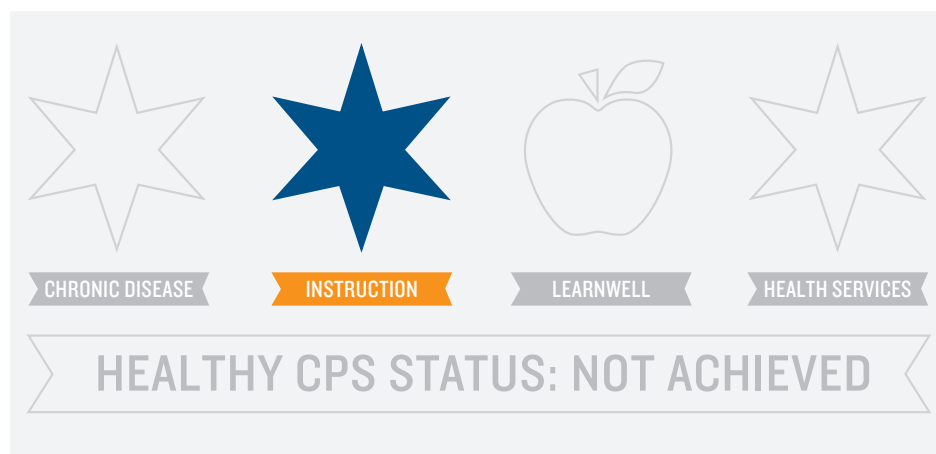 CHRONIC DISEASE
INSTRUCTION
LEARNWELL
HEALTH SERVICES
HEALTHY CPS STATUS: NOT ACHIEVED